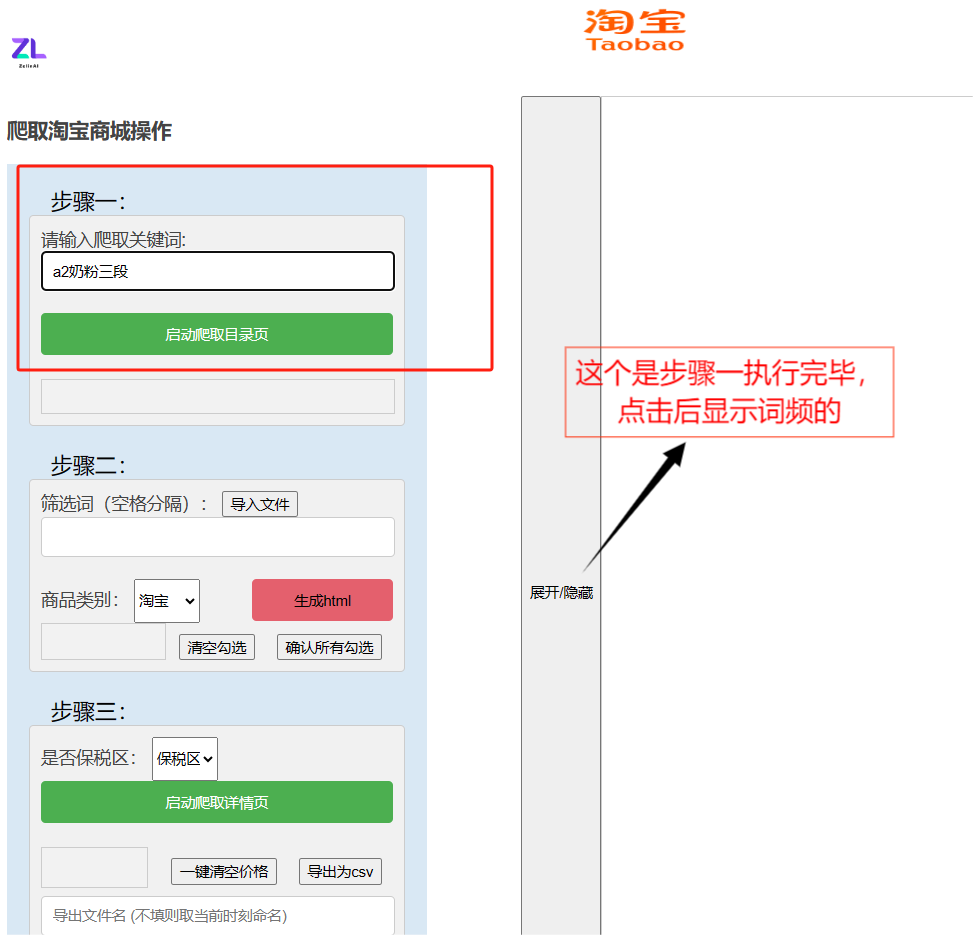 淘宝
Taobao
ZL
爬取淘宝商城操作
步骤一：
请输入爬取关键词:
a2奶粉三段
启动爬取目录页
这个是步骤一执行完毕，
点击后显示词频的
步骤二：
筛选词（空格分隔）： 导入文件
商品类别： 淘宝 生成html
展开/隐藏
清空勾选 确认所有勾选
步骤三：
是否保税区： 保税区
启动爬取详情页
一键清空价格 导出为csv
导出文件名 (不填则取当前时刻命名)